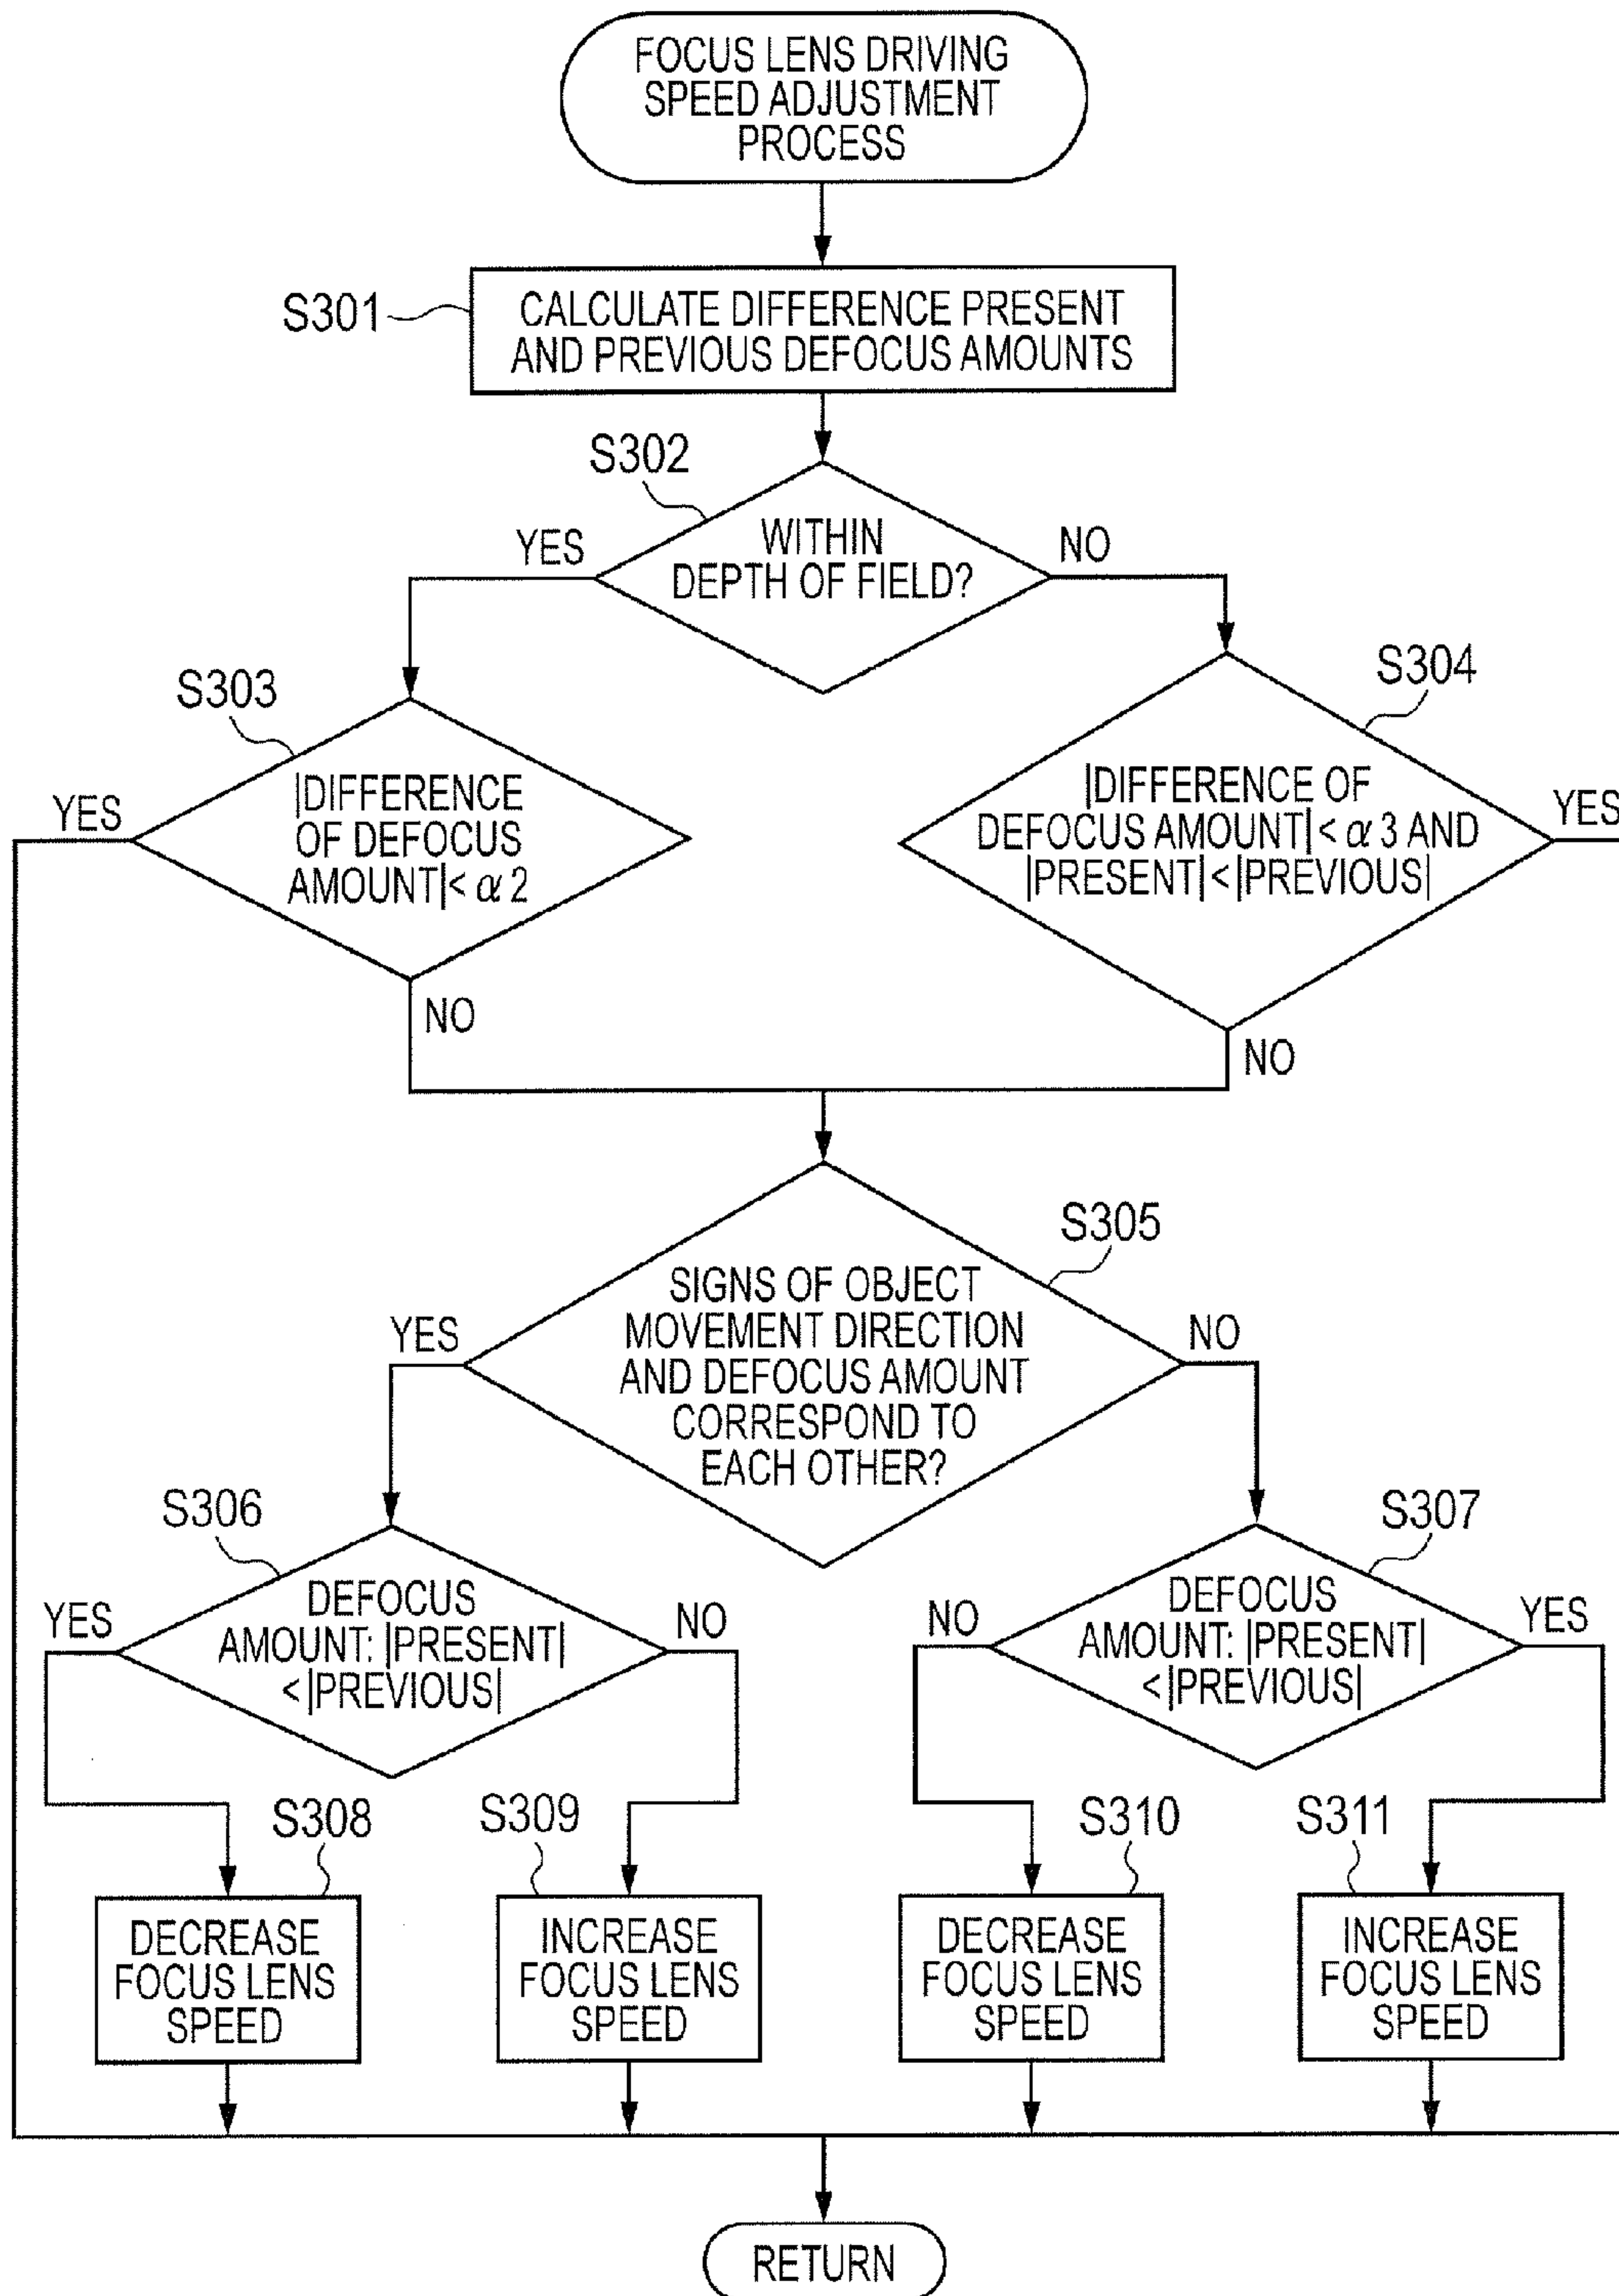 FOCUS LENS DRIVING
SPEED ADJUSTMENT
PROCESS
S301
CALCULATE DIFFERENCE PRESENT
AND PREVIOUS DEFOCUS AMOUNTS
S302
YES
WITHIN
DEPTH OF FIELD?
NO
S303
YES
|DIFFERENCE
OF DEFOCUS
AMOUNT|< α 2
NO
S304
|DIFFERENCE OF
DEFOCUS AMOUNT|< α 3 AND
|PRESENT|<|PREVIOUS|
YES
NO
S305
YES
SIGNS OF OBJECT
MOVEMENT DIRECTION
AND DEFOCUS AMOUNT
CORRESPOND TO
EACH OTHER?
NO
S306
YES
DEFOCUS
AMOUNT: |PRESENT|
<|PREVIOUS|
NO
S307
NO
DEFOCUS
AMOUNT: |PRESENT|
<|PREVIOUS|
YES
S308
DECREASE
FOCUS LENS
SPEED
S309
INCREASE
FOCUS LENS
SPEED
S310
DECREASE
FOCUS LENS
SPEED
S311
INCREASE
FOCUS LENS
SPEED
RETURN